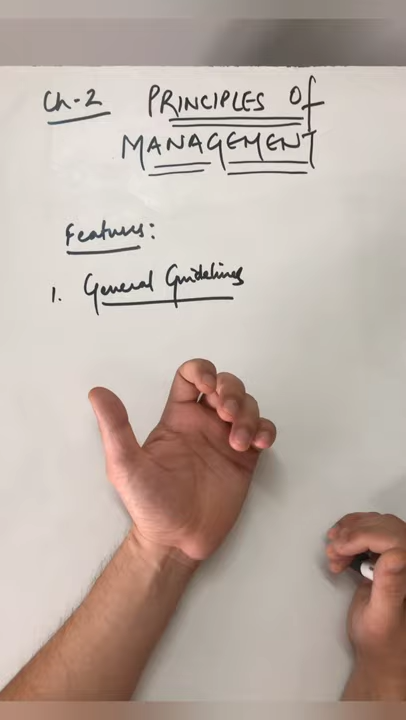 Ch-2 PRINCIPLES Of
MANAGEMENT
Features:
1. General Guidelines